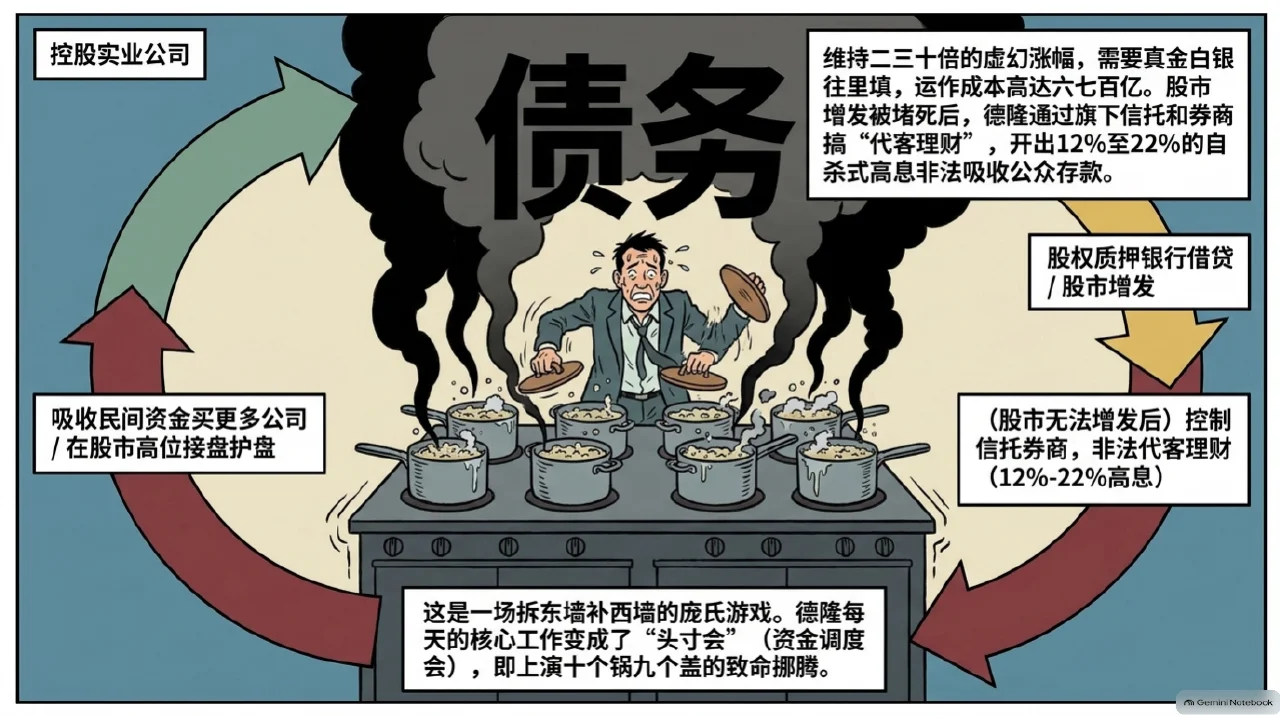 控股实业公司
债务
维持二三十倍的虚幻涨幅，需要真金白银
往里填，运作成本高达六七百亿。股市
增发被堵死后，德隆通过旗下信托和券商
搞“代客理财”，开出12%至22%的自
杀式高息非法吸收公众存款。
股权质押银行借贷
/ 股市增发
吸收民间资金买更多公司
/ 在股市高位接盘护盘
（股市无法增发后）控制
信托券商，非法代客理财
（12%-22%高息）
这是一场拆东墙补西墙的庞氏游戏。德隆每
天的核心工作变成了“头寸会”（资金调度
会），即上演十个锅九个盖的致命挪腾。
Gemini Notebook